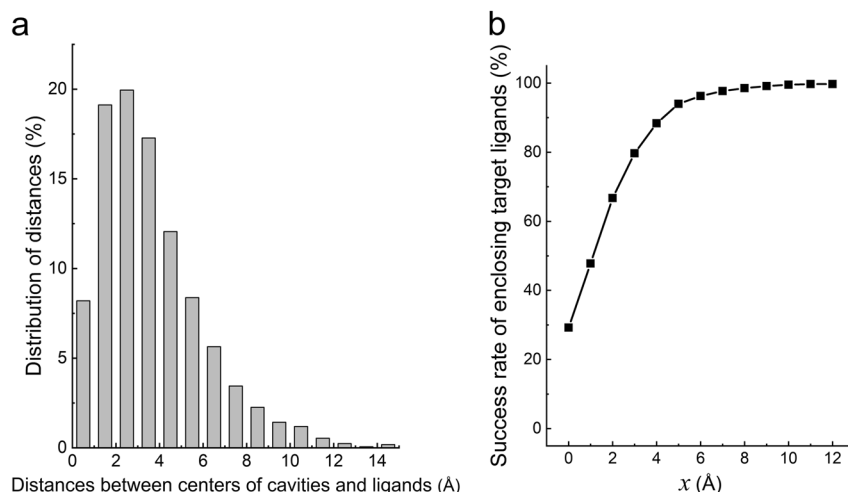 a
Distribution of distances (%)
20
15
10
5
0
0 2 4 6 8 10 12 14
Distances between centers of cavities and ligands (Å)
b
Success rate of enclosing target ligands (%)
100
80
60
40
20
0
0 2 4 6 8 10 12
x (Å)